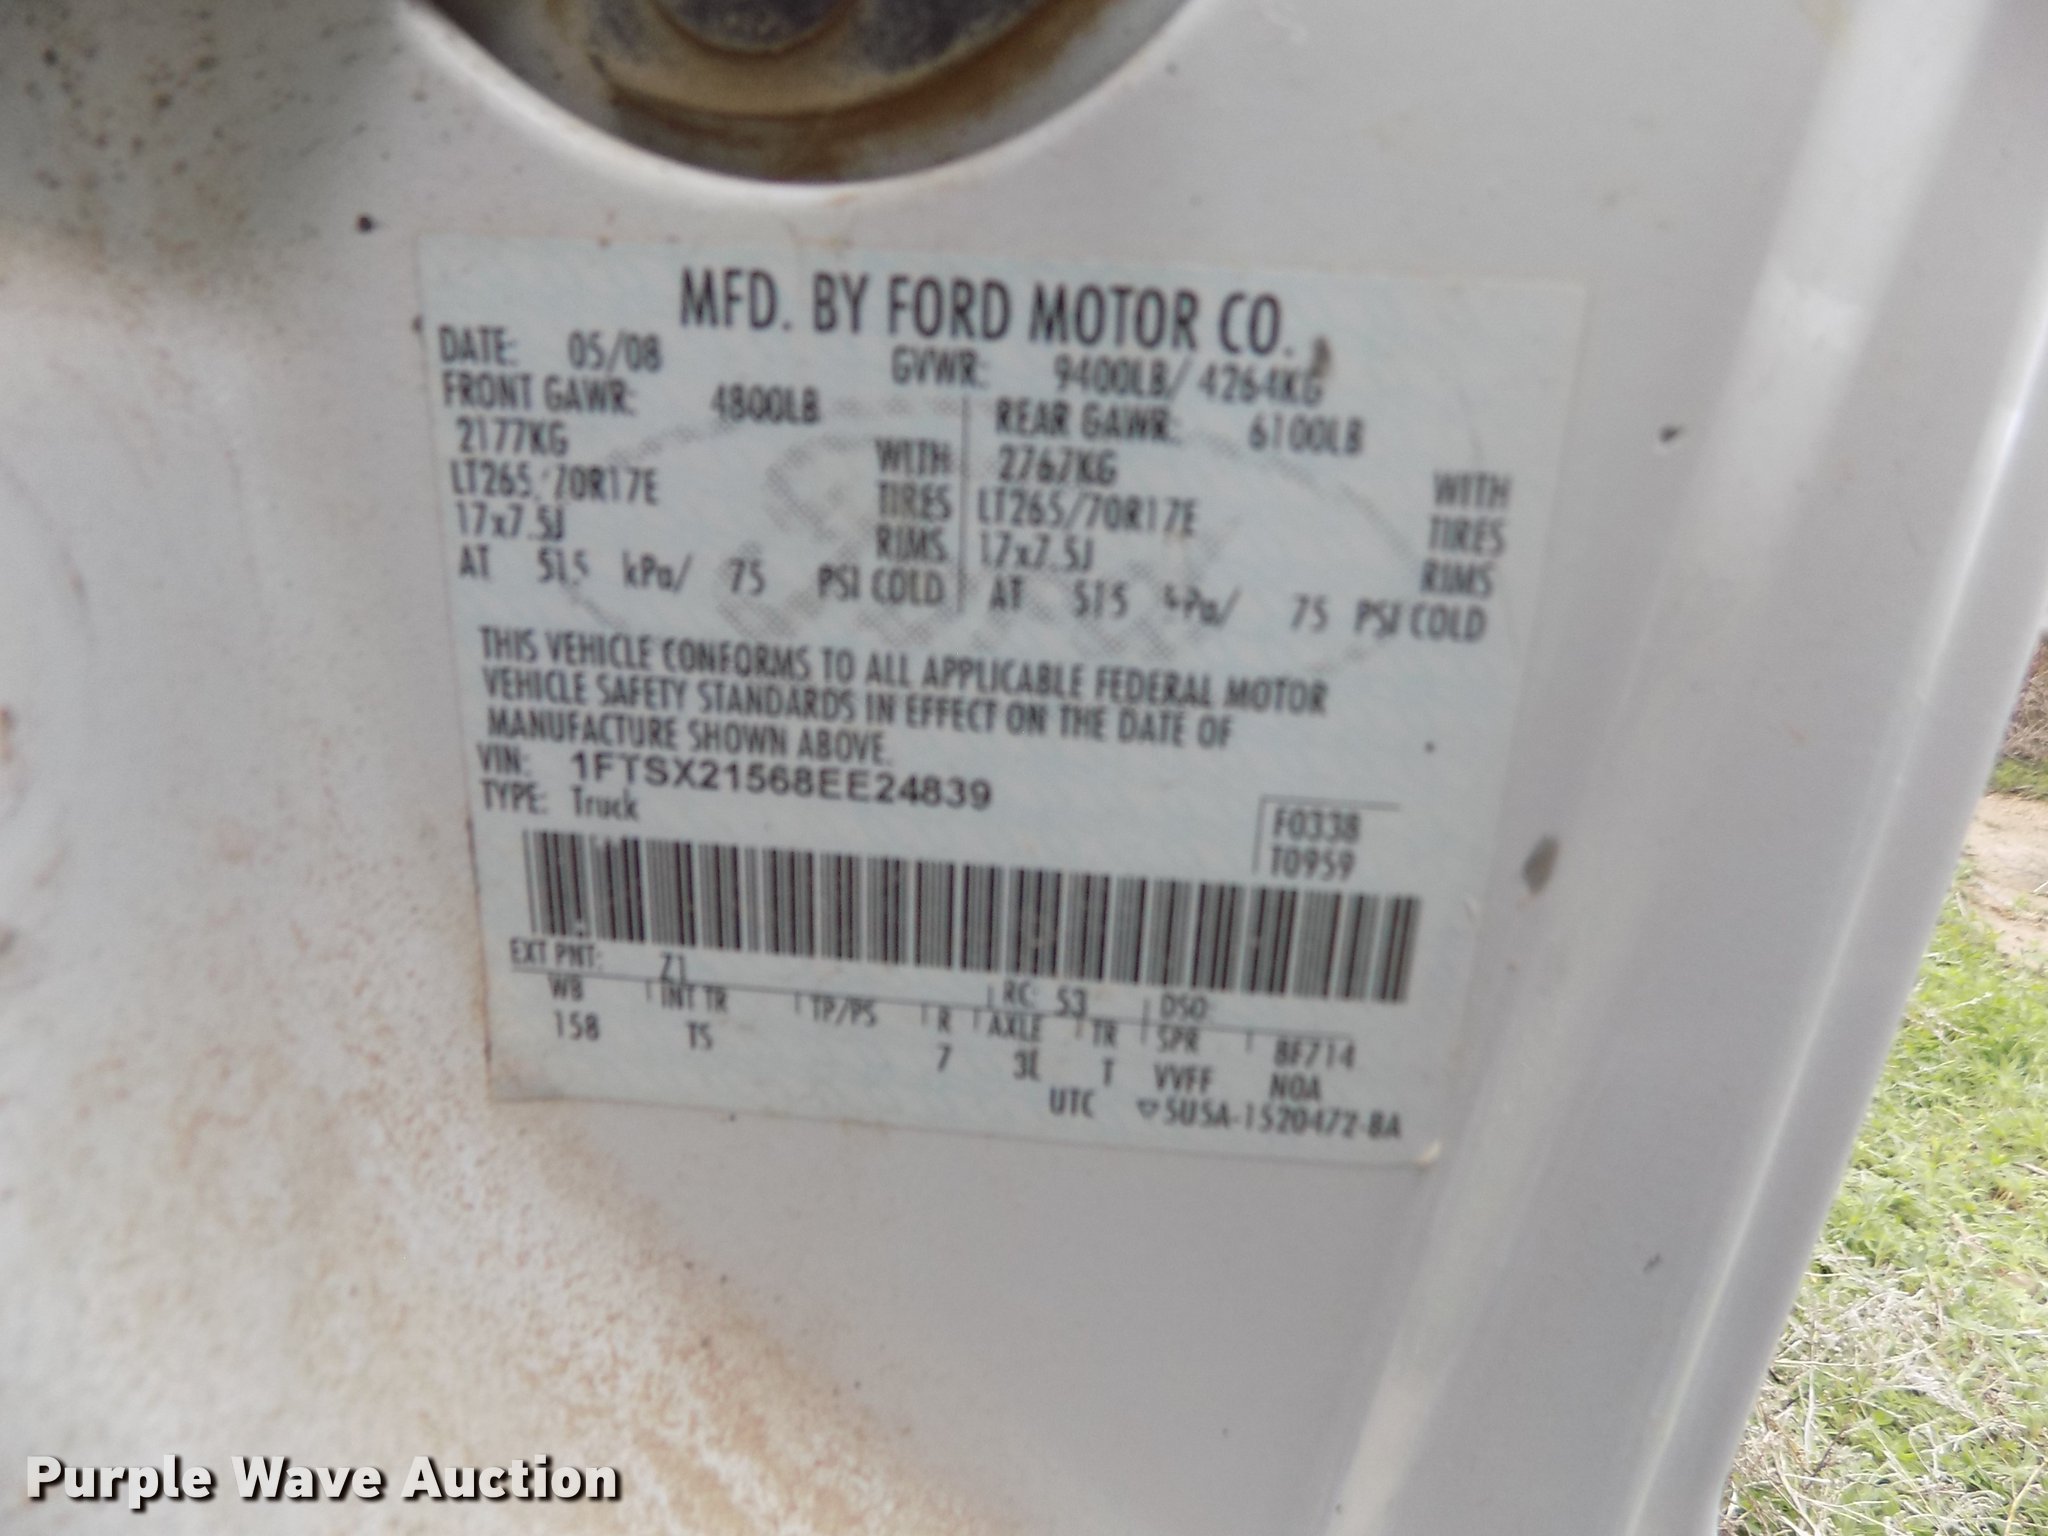 MFD. BY FORD MOTOR CO.
DATE: 05/08 GVWR: 9400LB/ 4264KG
FRONT GAWR: 4800LB REAR GAWR: 6100LB
2177KG WITH 2767KG WITH
LT265/70R17E TIRES LT265/70R17E TIRES
17x7.5J RIMS 17x7.5J RIMS
AT 515 kPa/ 75 PSI COLD AT 515 kPa/ 75 PSI COLD
THIS VEHICLE CONFORMS TO ALL APPLICABLE FEDERAL MOTOR
VEHICLE SAFETY STANDARDS IN EFFECT ON THE DATE OF
MANUFACTURE SHOWN ABOVE.
VIN: 1FTSX21568EE24839
TYPE: Truck
F0338
T0959
EXT PNT: Z1 RC: 53 DSO:
WB INT TR TP/PS R AXLE TR SPR 8F714
158 TS 7 3E T VVFF NOA
UTC ▽5U5A-1520472-BA
Purple Wave Auction